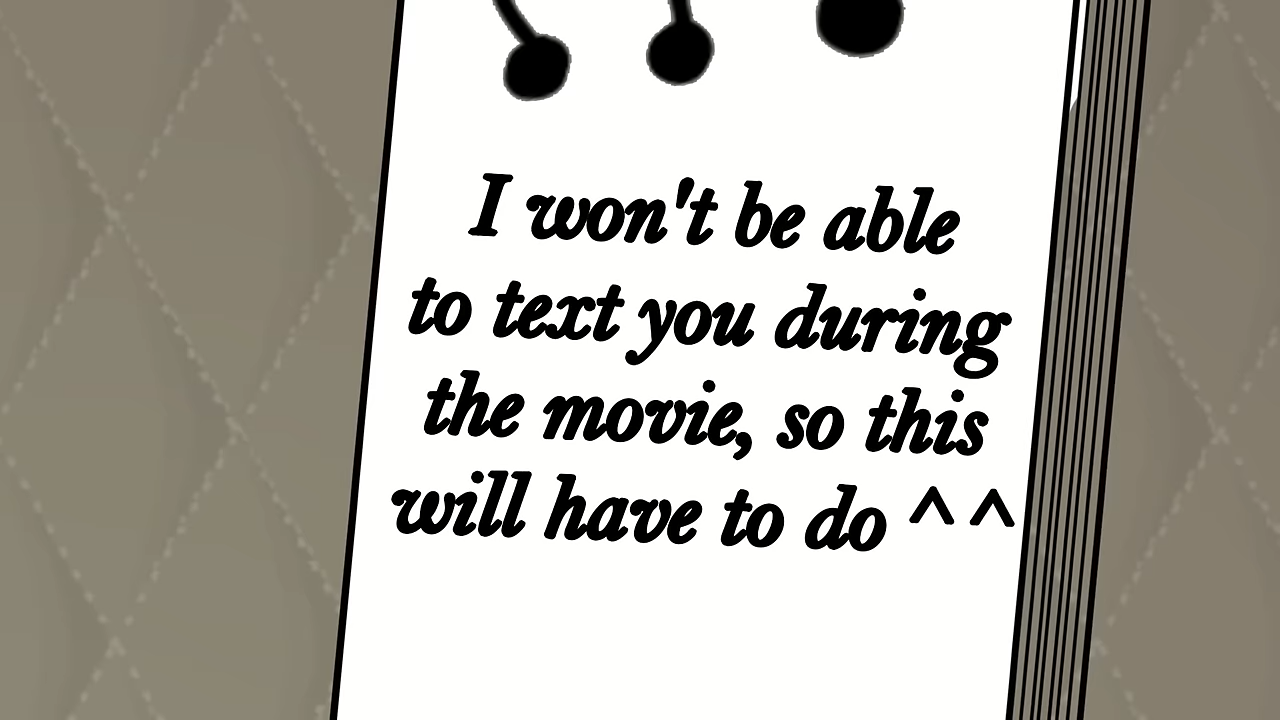 I won't be able
to text you during
the movie, so this
will have to do ^^